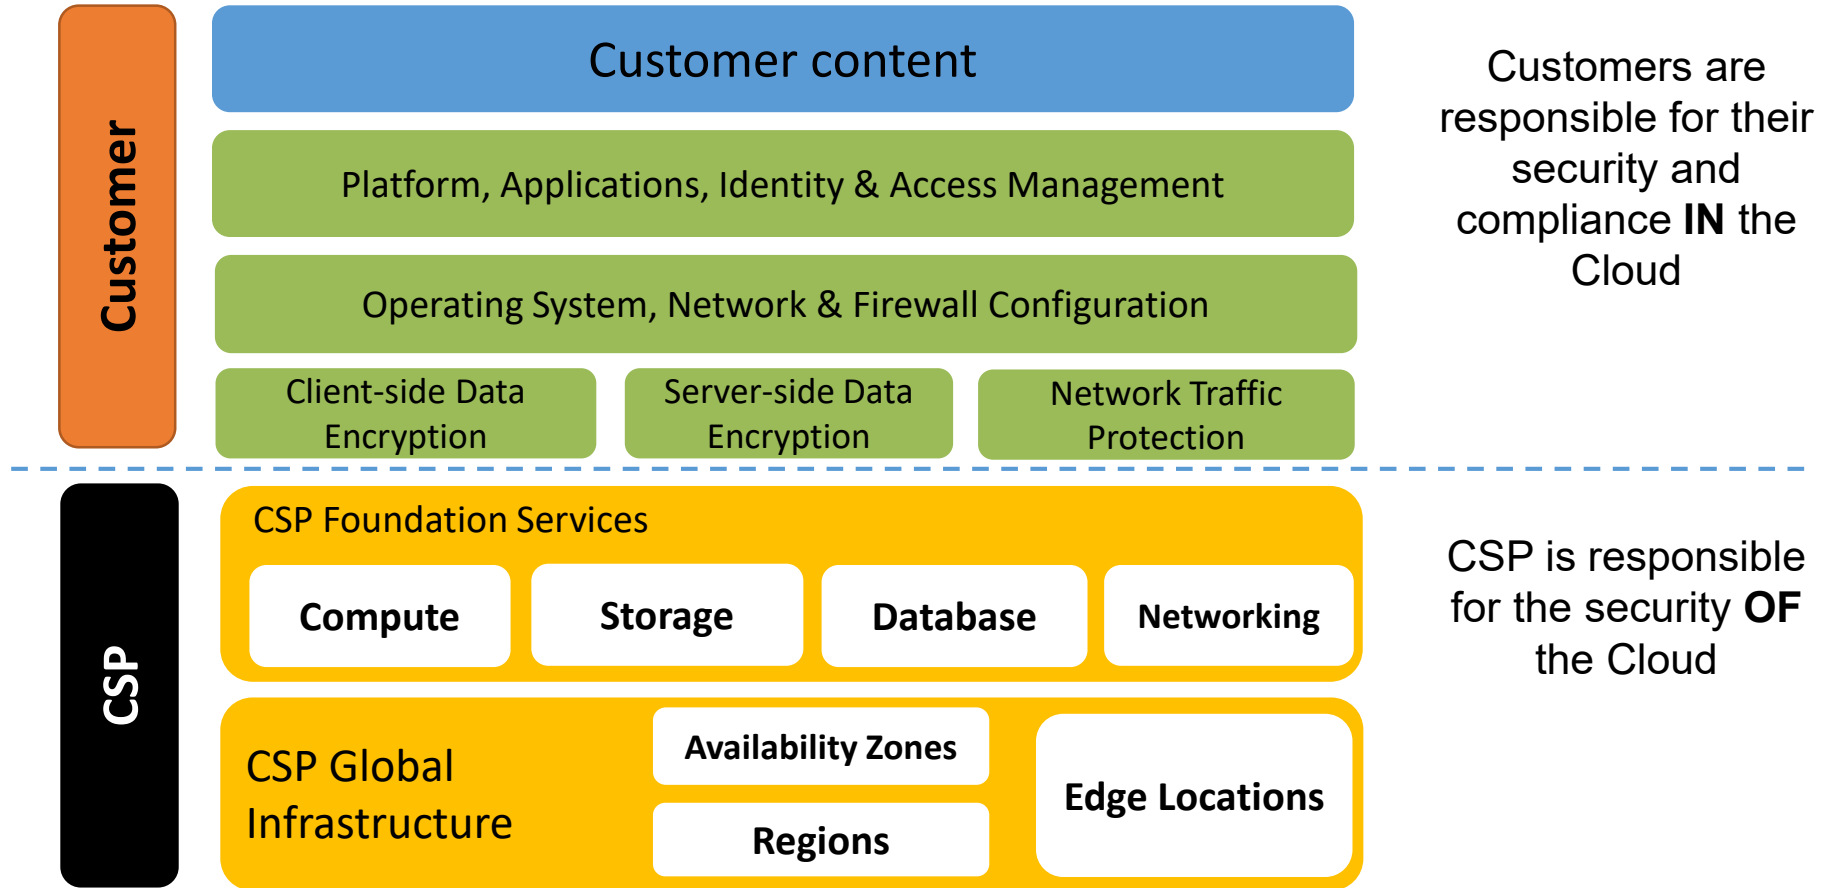 Customer
Customer content
Platform, Applications, Identity & Access Management
Operating System, Network & Firewall Configuration
Client-side Data
Encryption
Server-side Data
Encryption
Network Traffic
Protection
Customers are
responsible for their
security and
compliance IN the
Cloud
CSP
CSP Foundation Services
Compute
Storage
Database
Networking
CSP Global
Infrastructure
Availability Zones
Regions
Edge Locations
CSP is responsible
for the security OF
the Cloud